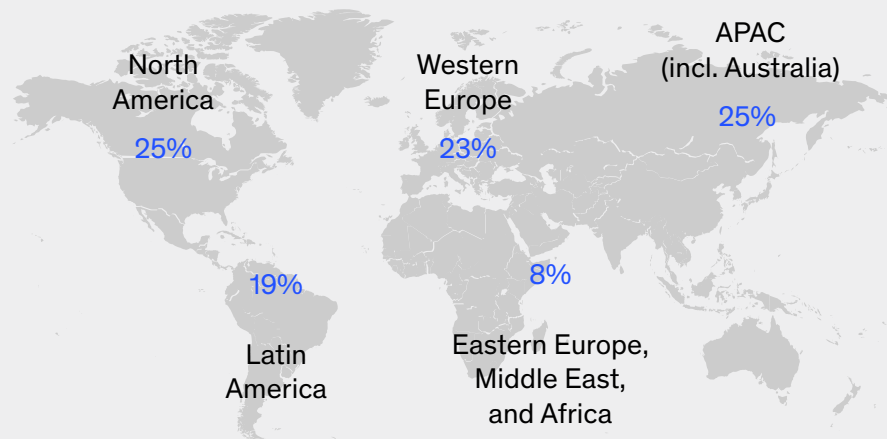 North
America
25%
Western
Europe
23%
APAC
(incl. Australia)
25%
19%
Latin
America
8%
Eastern Europe,
Middle East,
and Africa